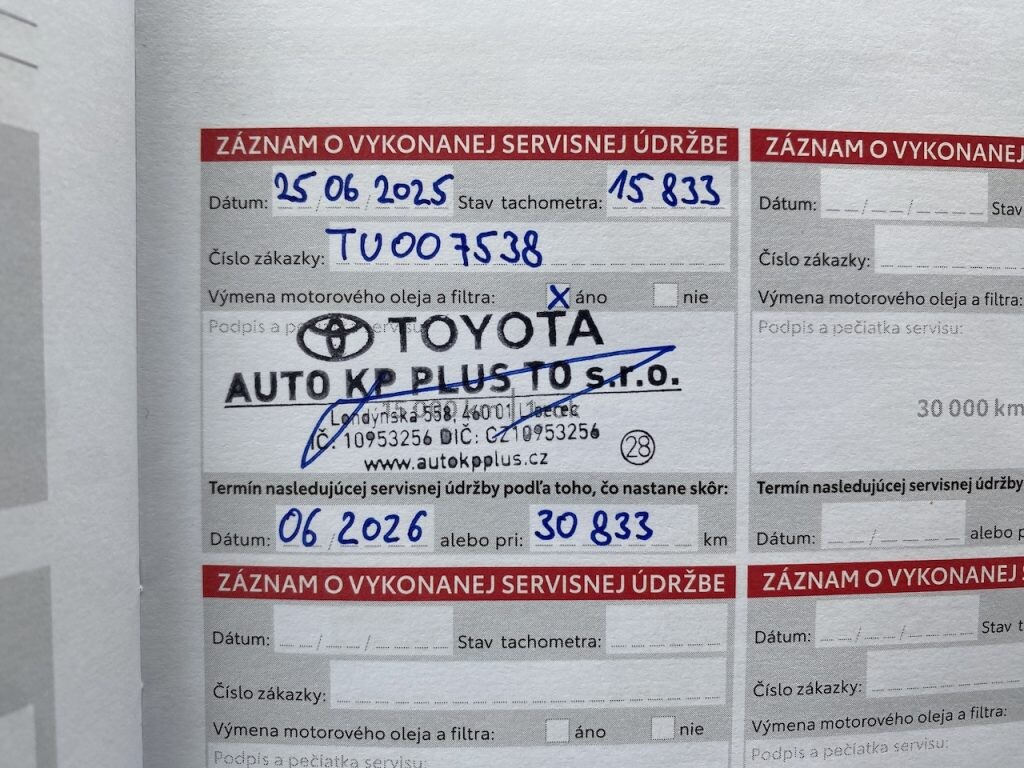 ZÁZNAM O VYKONANEJ SERVISNEJ ÚDRŽBE
Dátum: 25/06/2025 Stav tachometra: 15 833
Číslo zákazky: TU007538
Výmena motorového oleja a filtra: X áno nie
Podpis a pečiatka servisu:
TOYOTA
AUTO KP PLUS TO s.r.o.
Londýnská 558, 460 01 Liberec
IČ: 10953256 DIČ: CZ10953256
www.autokpplus.cz
28
Termín nasledujúcej servisnej údržby podľa toho, čo nastane skôr:
Dátum: 06/2026 alebo pri: 30 833 km
ZÁZNAM O VYKONANEJ
Dátum: / / Stav
Číslo zákazky:
Výmena motorového oleja a filtra:
Podpis a pečiatka servisu:
30 000 km
Termín nasledujúcej servisnej údržby
Dátum: / alebo
ZÁZNAM O VYKONANEJ SERVISNEJ ÚDRŽBE
Dátum: / / Stav tachometra:
Číslo zákazky:
Výmena motorového oleja a filtra: áno nie
Podpis a pečiatka servisu:
ZÁZNAM O VYKONANEJ
Dátum: / / Stav
Číslo zákazky:
Výmena motorového oleja a filtra:
Podpis a pečiatka servisu: